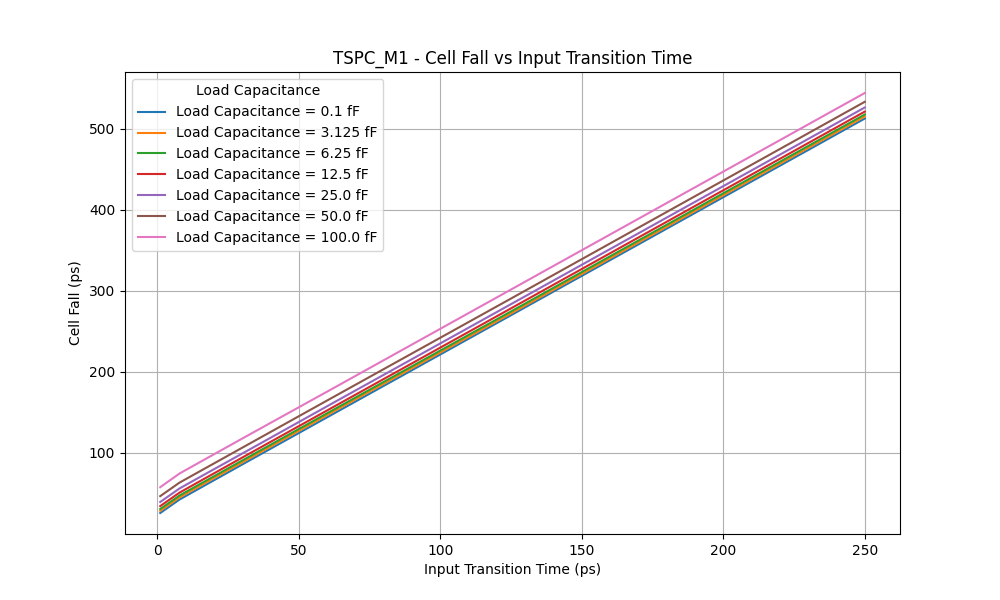 TSPC_M1 - Cell Fall vs Input Transition Time
Load Capacitance
Load Capacitance = 0.1 fF
Load Capacitance = 3.125 fF
Load Capacitance = 6.25 fF
Load Capacitance = 12.5 fF
Load Capacitance = 25.0 fF
Load Capacitance = 50.0 fF
Load Capacitance = 100.0 fF
Cell Fall (ps)
500
400
300
200
100
0
50
100
150
200
250
Input Transition Time (ps)